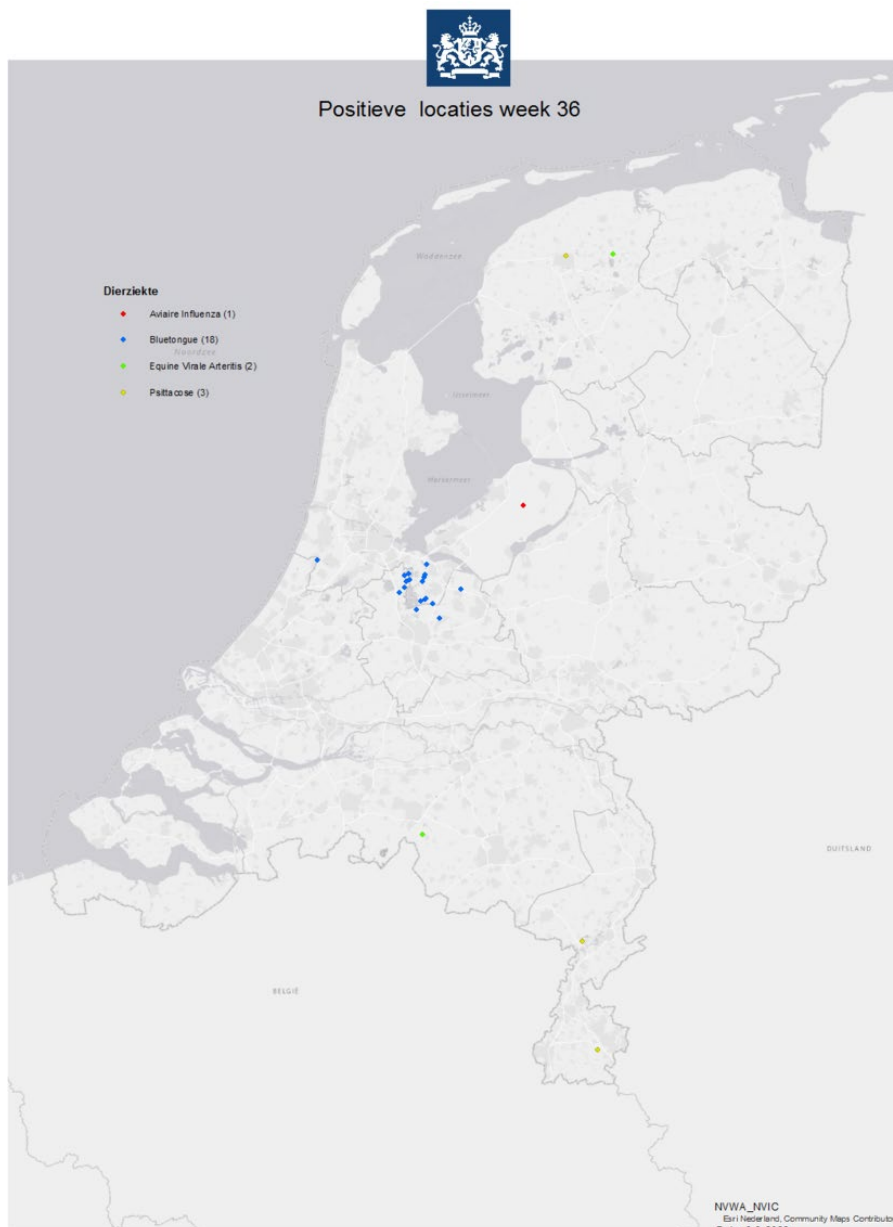 Positieve locaties week 36
Waddenzee
Dierziekte
Aviaire Influenza (1)
Bluetongue (18)
Noordzee
Equine Virale Arteritis (2)
Psittacose (3)
IJsselmeer
Markermeer
DUITSLAND
BELGIË
NVWA_NVIC
Esri Nederland, Community Maps Contributo